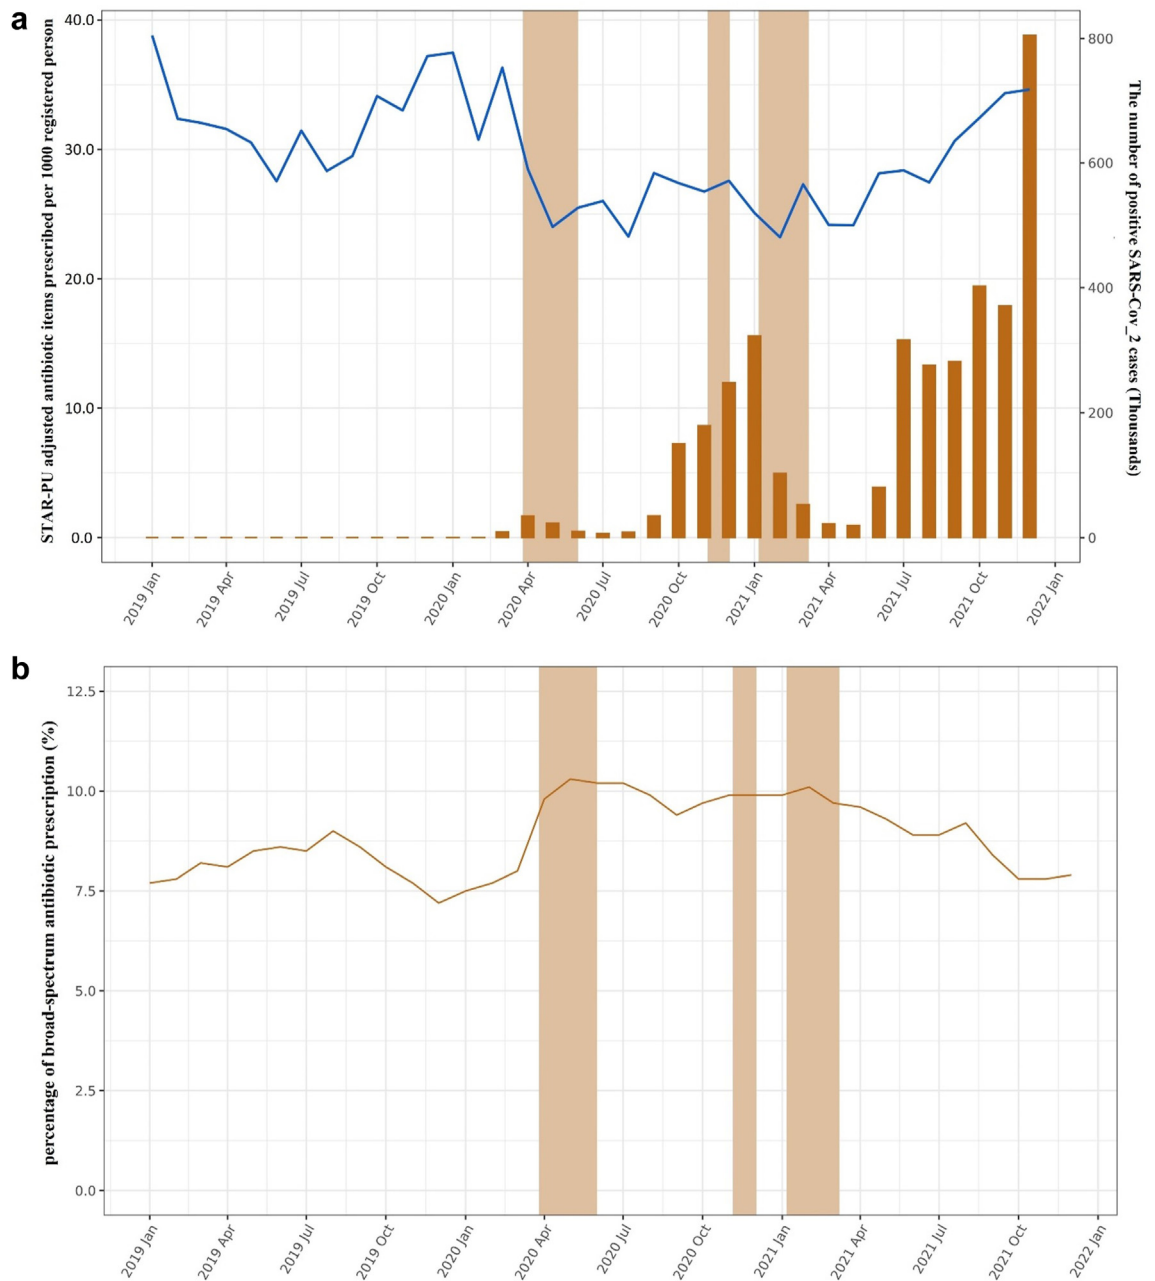 a
STAR-PU adjusted antibiotic items prescribed per 1000 registered person
40.0
30.0
20.0
10.0
0.0
800
600
400
200
0
The number of positive SARS-Cov_2 cases (Thousands)
2019 Jan
2019 Apr
2019 Jul
2019 Oct
2020 Jan
2020 Apr
2020 Jul
2020 Oct
2021 Jan
2021 Apr
2021 Jul
2021 Oct
2022 Jan
b
percentage of broad-spectrum antibiotic prescription (%)
12.5
10.0
7.5
5.0
2.5
0.0
2019 Jan
2019 Apr
2019 Jul
2019 Oct
2020 Jan
2020 Apr
2020 Jul
2020 Oct
2021 Jan
2021 Apr
2021 Jul
2021 Oct
2022 Jan